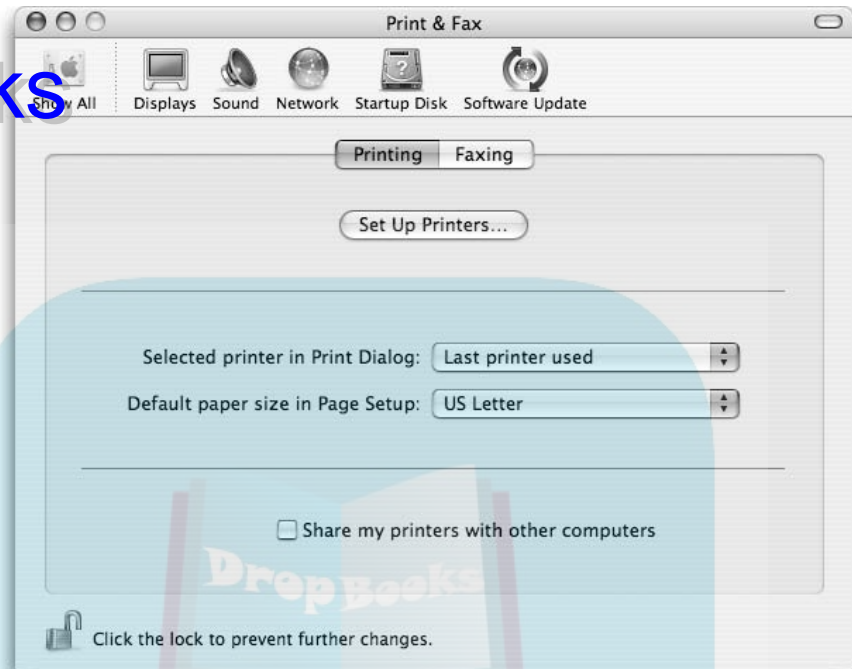 Print & Fax
ks
Show All Displays Sound Network Startup Disk Software Update
Printing Faxing
Set Up Printers...
Selected printer in Print Dialog: Last printer used
Default paper size in Page Setup: US Letter
Share my printers with other computers
DropBooks
Click the lock to prevent further changes.